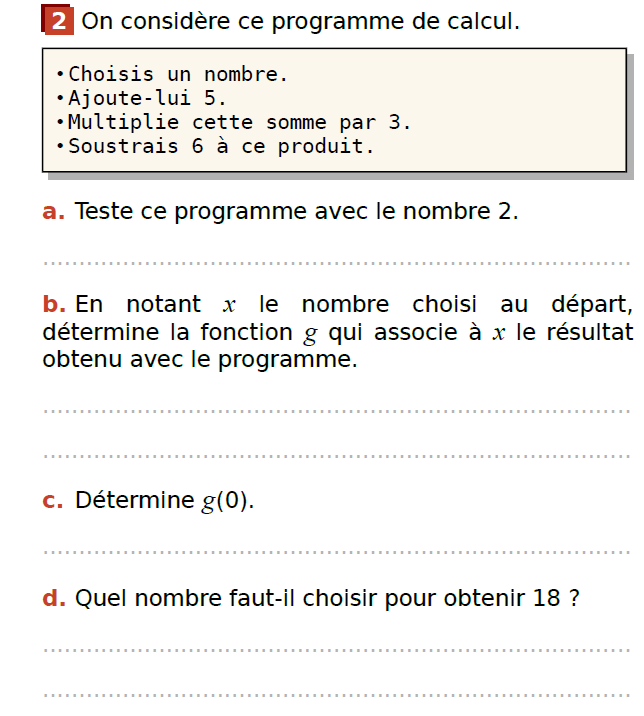 2 On considère ce programme de calcul.
• Choisis un nombre.
• Ajoute-lui 5.
• Multiplie cette somme par 3.
• Soustrais 6 à ce produit.
a. Teste ce programme avec le nombre 2.
b. En notant x le nombre choisi au départ,
détermine la fonction g qui associe à x le résultat
obtenu avec le programme.
c. Détermine g(0).
d. Quel nombre faut-il choisir pour obtenir 18 ?